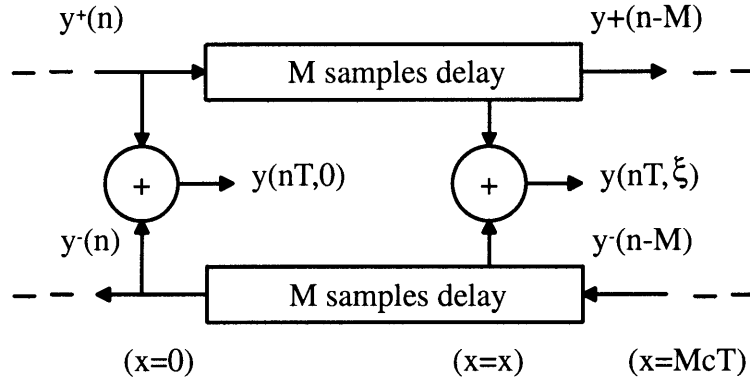 y⁺(n) y+(n-M)
M samples delay
+ y(nT,0) + y(nT,ξ)
y⁻(n) y⁻(n-M)
M samples delay
(x=0) (x=x) (x=McT)